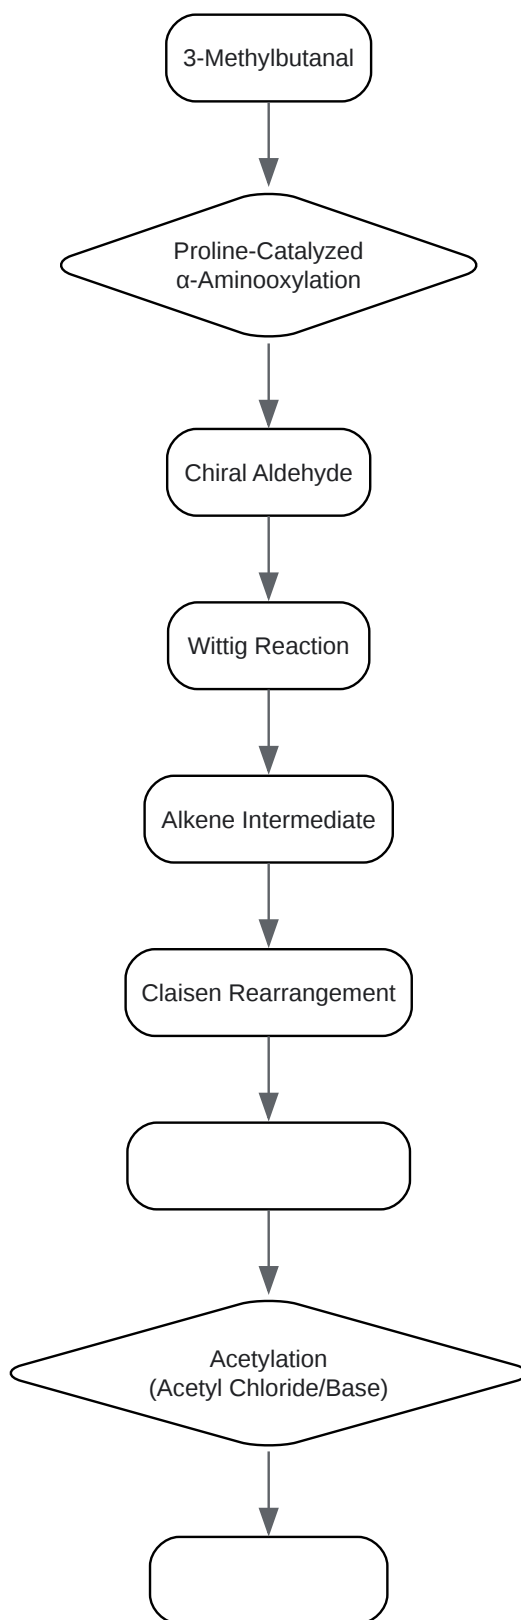 3-Methylbutanal
Proline-Catalyzed
α-Aminooxylation
Chiral Aldehyde
Wittig Reaction
Alkene Intermediate
Claisen Rearrangement
Acetylation
(Acetyl Chloride/Base)